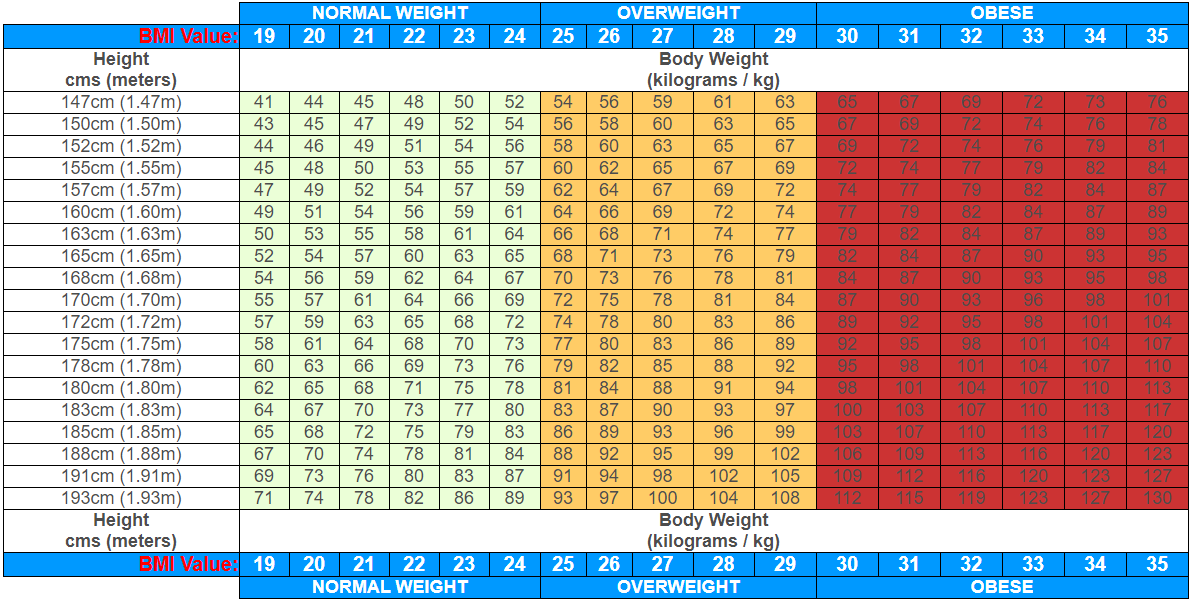 NORMAL WEIGHT OVERWEIGHT OBESE
BMI Value: 19 20 21 22 23 24 25 26 27 28 29 30 31 32 33 34 35
Height Body Weight
cms (meters) (kilograms / kg)
147cm (1.47m) 41 44 45 48 50 52 54 56 59 61 63 65 67 69 72 73 76
150cm (1.50m) 43 45 47 49 52 54 56 58 60 63 65 67 69 72 74 76 78
152cm (1.52m) 44 46 49 51 54 56 58 60 63 65 67 69 72 74 76 79 81
155cm (1.55m) 45 48 50 53 55 57 60 62 65 67 69 72 74 77 79 82 84
157cm (1.57m) 47 49 52 54 57 59 62 64 67 69 72 74 77 79 82 84 87
160cm (1.60m) 49 51 54 56 59 61 64 66 69 72 74 77 79 82 84 87 89
163cm (1.63m) 50 53 55 58 61 64 66 68 71 74 77 79 82 84 87 89 93
165cm (1.65m) 52 54 57 60 63 65 68 71 73 76 79 82 84 87 90 93 95
168cm (1.68m) 54 56 59 62 64 67 70 73 76 78 81 84 87 90 93 95 98
170cm (1.70m) 55 57 61 64 66 69 72 75 78 81 84 87 90 93 96 98 101
172cm (1.72m) 57 59 63 65 68 72 74 78 80 83 86 89 92 95 98 101 104
175cm (1.75m) 58 61 64 68 70 73 77 80 83 86 89 92 95 98 101 104 107
178cm (1.78m) 60 63 66 69 73 76 79 82 85 88 92 95 98 101 104 107 110
180cm (1.80m) 62 65 68 71 75 78 81 84 88 91 94 98 101 104 107 110 113
183cm (1.83m) 64 67 70 73 77 80 83 87 90 93 97 100 103 107 110 113 117
185cm (1.85m) 65 68 72 75 79 83 86 89 93 96 99 103 107 110 113 117 120
188cm (1.88m) 67 70 74 78 81 84 88 92 95 99 102 106 109 113 116 120 123
191cm (1.91m) 69 73 76 80 83 87 91 94 98 102 105 109 112 116 120 123 127
193cm (1.93m) 71 74 78 82 86 89 93 97 100 104 108 112 115 119 123 127 130
Height Body Weight
cms (meters) (kilograms / kg)
BMI Value: 19 20 21 22 23 24 25 26 27 28 29 30 31 32 33 34 35
NORMAL WEIGHT OVERWEIGHT OBESE